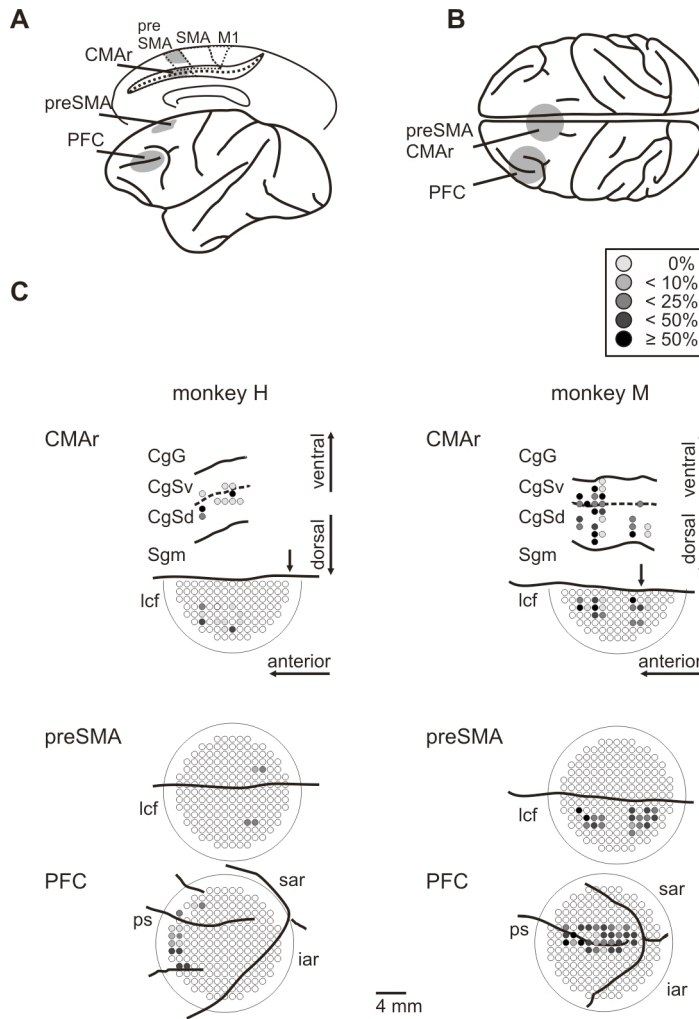 A
pre
SMA SMA M1
CMAr
preSMA
PFC
B
preSMA
CMAr
PFC
0%
< 10%
< 25%
< 50%
≥ 50%
C
monkey H
CMAr
CgG
CgSv
CgSd
Sgm
ventral
dorsal
lcf
anterior
preSMA
lcf
PFC
sar
ps
iar
4 mm
monkey M
CMAr
CgG
CgSv
CgSd
Sgm
ventral
dorsal
lcf
anterior
preSMA
lcf
PFC
sar
ps
iar